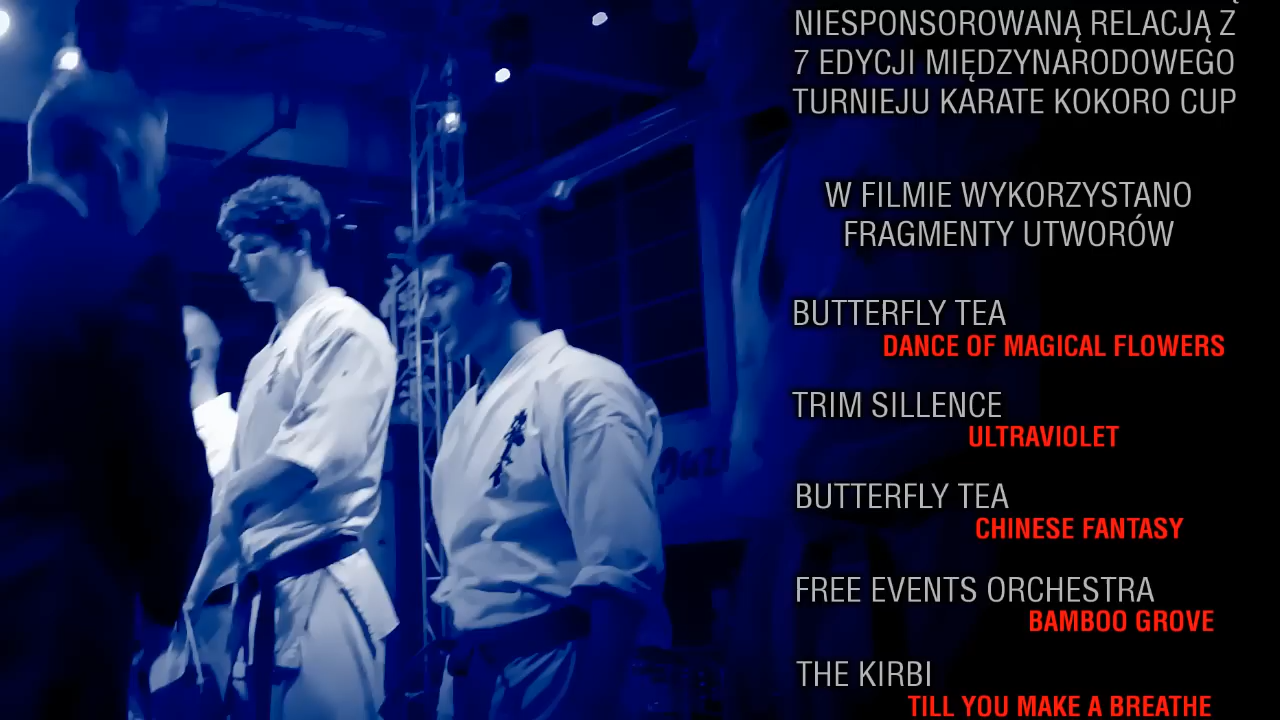 NIESPONSOROWANĄ RELACJĄ Z
7 EDYCJI MIĘDZYNARODOWEGO
TURNIEJU KARATE KOKORO CUP
W FILMIE WYKORZYSTANO
FRAGMENTY UTWORÓW
BUTTERFLY TEA
DANCE OF MAGICAL FLOWERS
TRIM SILLENCE
ULTRAVIOLET
BUTTERFLY TEA
CHINESE FANTASY
FREE EVENTS ORCHESTRA
BAMBOO GROVE
THE KIRBI
TILL YOU MAKE A BREATHE